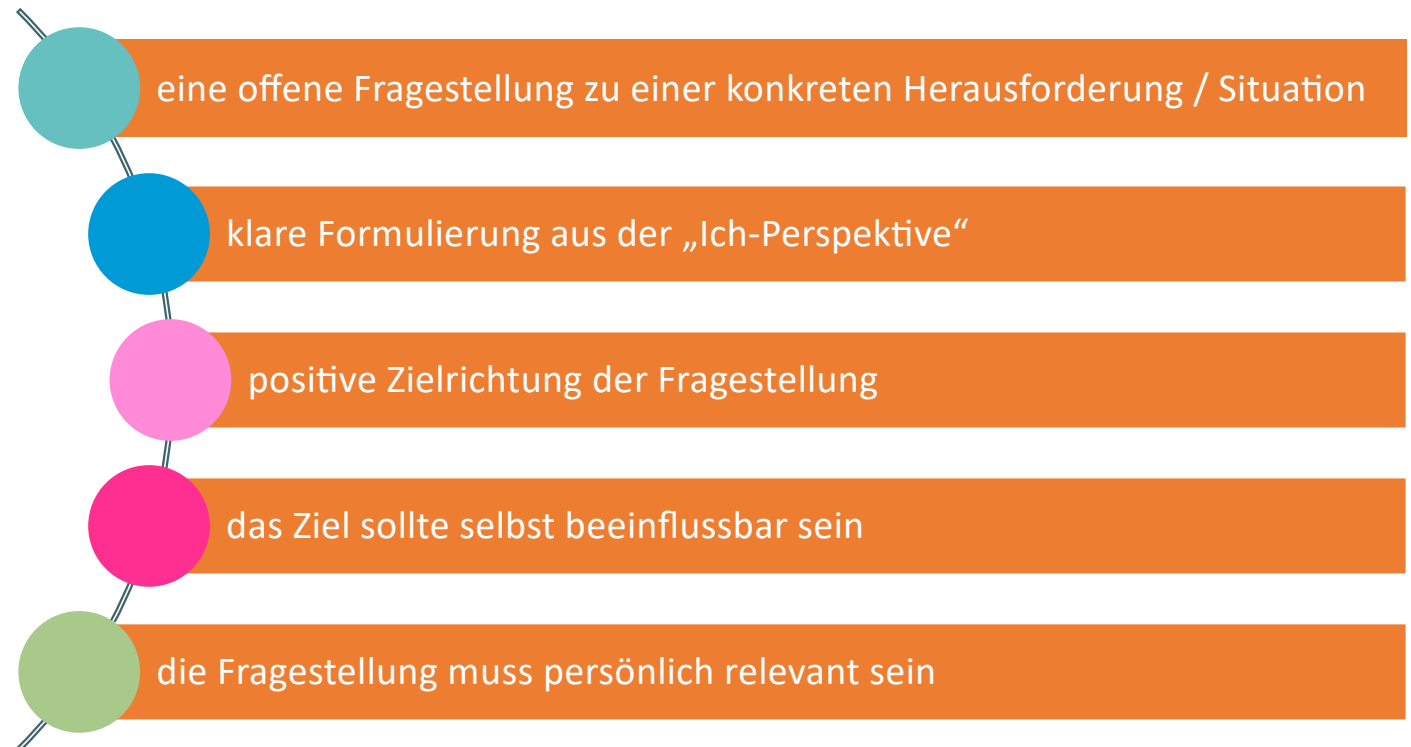 eine offene Fragestellung zu einer konkreten Herausforderung / Situation
klare Formulierung aus der „Ich-Perspektive“
positive Zielrichtung der Fragestellung
das Ziel sollte selbst beeinflussbar sein
die Fragestellung muss persönlich relevant sein